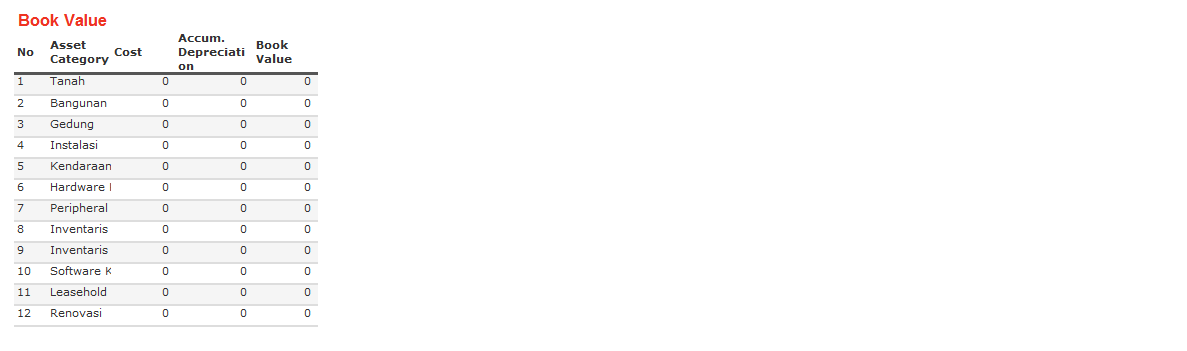 Book Value
No Asset Category Cost Accum. Depreciati on Book Value
1 Tanah 0 0 0
2 Bangunan 0 0 0
3 Gedung 0 0 0
4 Instalasi 0 0 0
5 Kendaraan 0 0 0
6 Hardware 0 0 0
7 Peripheral 0 0 0
8 Inventaris 0 0 0
9 Inventaris 0 0 0
10 Software K 0 0 0
11 Leasehold 0 0 0
12 Renovasi 0 0 0